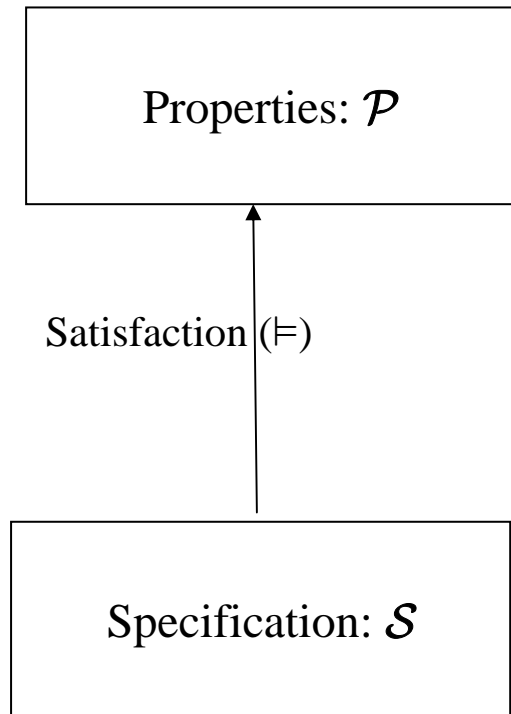 Properties: 𝒫
Satisfaction (⊨)
Specification: 𝒮